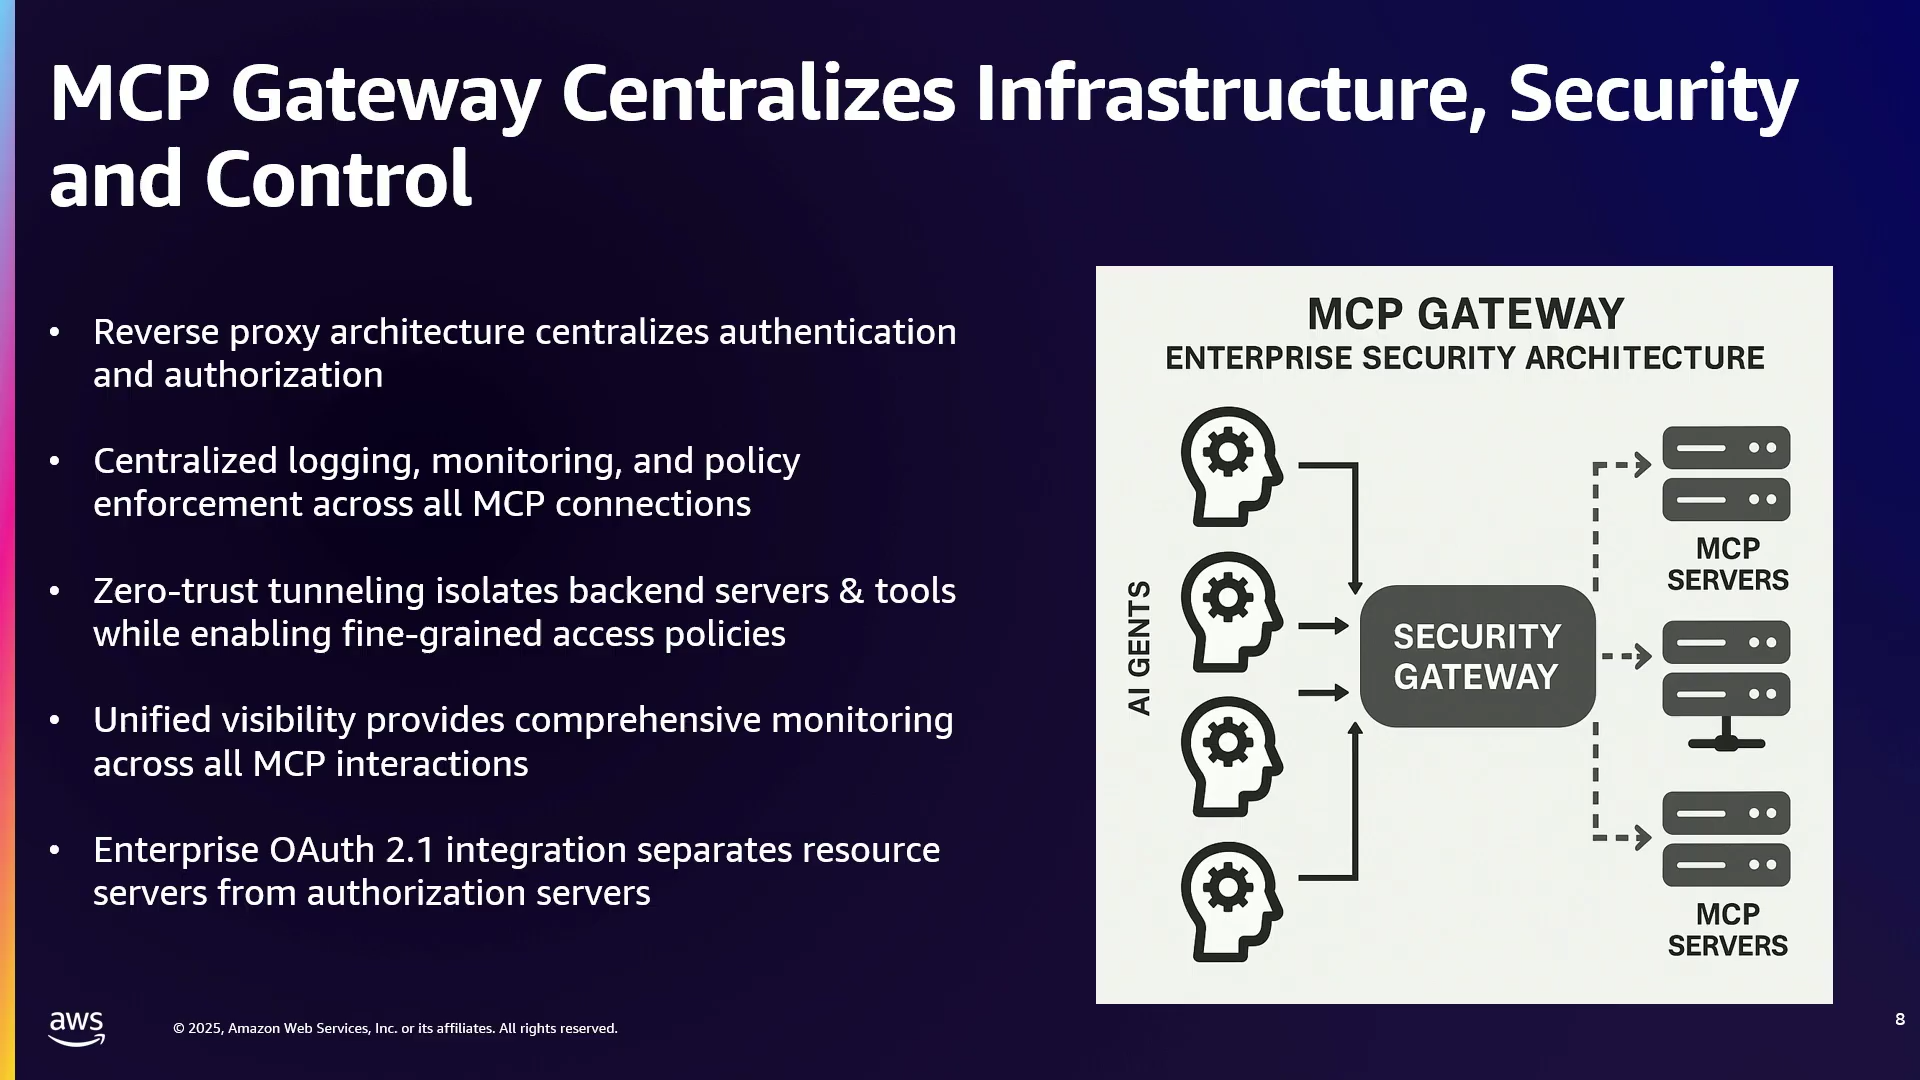 MCP Gateway Centralizes Infrastructure, Security
and Control
• Reverse proxy architecture centralizes authentication
and authorization
• Centralized logging, monitoring, and policy
enforcement across all MCP connections
• Zero-trust tunneling isolates backend servers & tools
while enabling fine-grained access policies
• Unified visibility provides comprehensive monitoring
across all MCP interactions
• Enterprise OAuth 2.1 integration separates resource
servers from authorization servers
MCP GATEWAY
ENTERPRISE SECURITY ARCHITECTURE
AI GENTS
SECURITY
GATEWAY
MCP
SERVERS
MCP
SERVERS
aws
© 2025, Amazon Web Services, Inc. or its affiliates. All rights reserved.
8